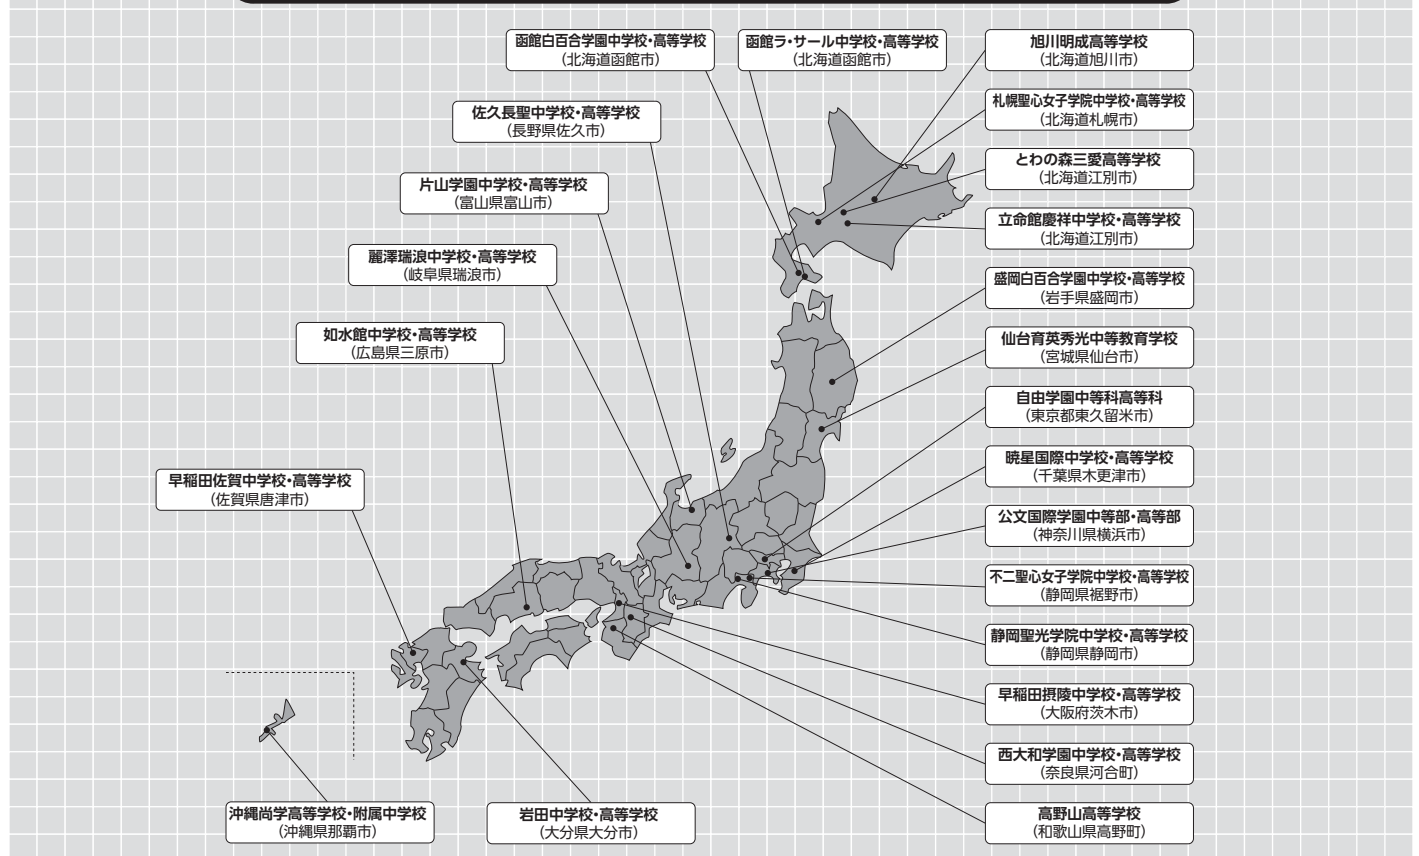 函館白百合学園中学校・高等学校
(北海道函館市)
函館ラ・サール中学校・高等学校
(北海道函館市)
旭川明成高等学校
(北海道旭川市)
佐久長聖中学校・高等学校
(長野県佐久市)
札幌聖心女子学院中学校・高等学校
(北海道札幌市)
とわの森三愛高等学校
(北海道江別市)
片山学園中学校・高等学校
(富山県富山市)
立命館慶祥中学校・高等学校
(北海道江別市)
麗澤瑞浪中学校・高等学校
(岐阜県瑞浪市)
盛岡白百合学園中学校・高等学校
(岩手県盛岡市)
如水館中学校・高等学校
(広島県三原市)
仙台育英秀光中等教育学校
(宮城県仙台市)
自由学園中等科高等科
(東京都東久留米市)
暁星国際中学校・高等学校
(千葉県木更津市)
早稲田佐賀中学校・高等学校
(佐賀県唐津市)
公文国際学園中等部・高等部
(神奈川県横浜市)
不二聖心女子学院中学校・高等学校
(静岡県裾野市)
静岡聖光学院中学校・高等学校
(静岡県静岡市)
早稲田摂陵中学校・高等学校
(大阪府茨木市)
西大和学園中学校・高等学校
(奈良県河合町)
沖縄尚学高等学校・附属中学校
(沖縄県那覇市)
岩田中学校・高等学校
(大分県大分市)
高野山高等学校
(和歌山県高野町)